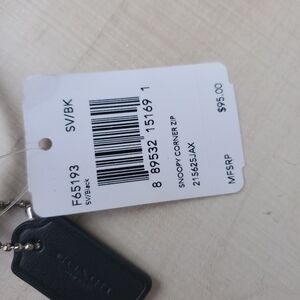 SV/BK
F65193
SV/Black
8 89532 15169 1
SNOOPY CORNER ZIP
215625JAX
$95.00
MFSRP